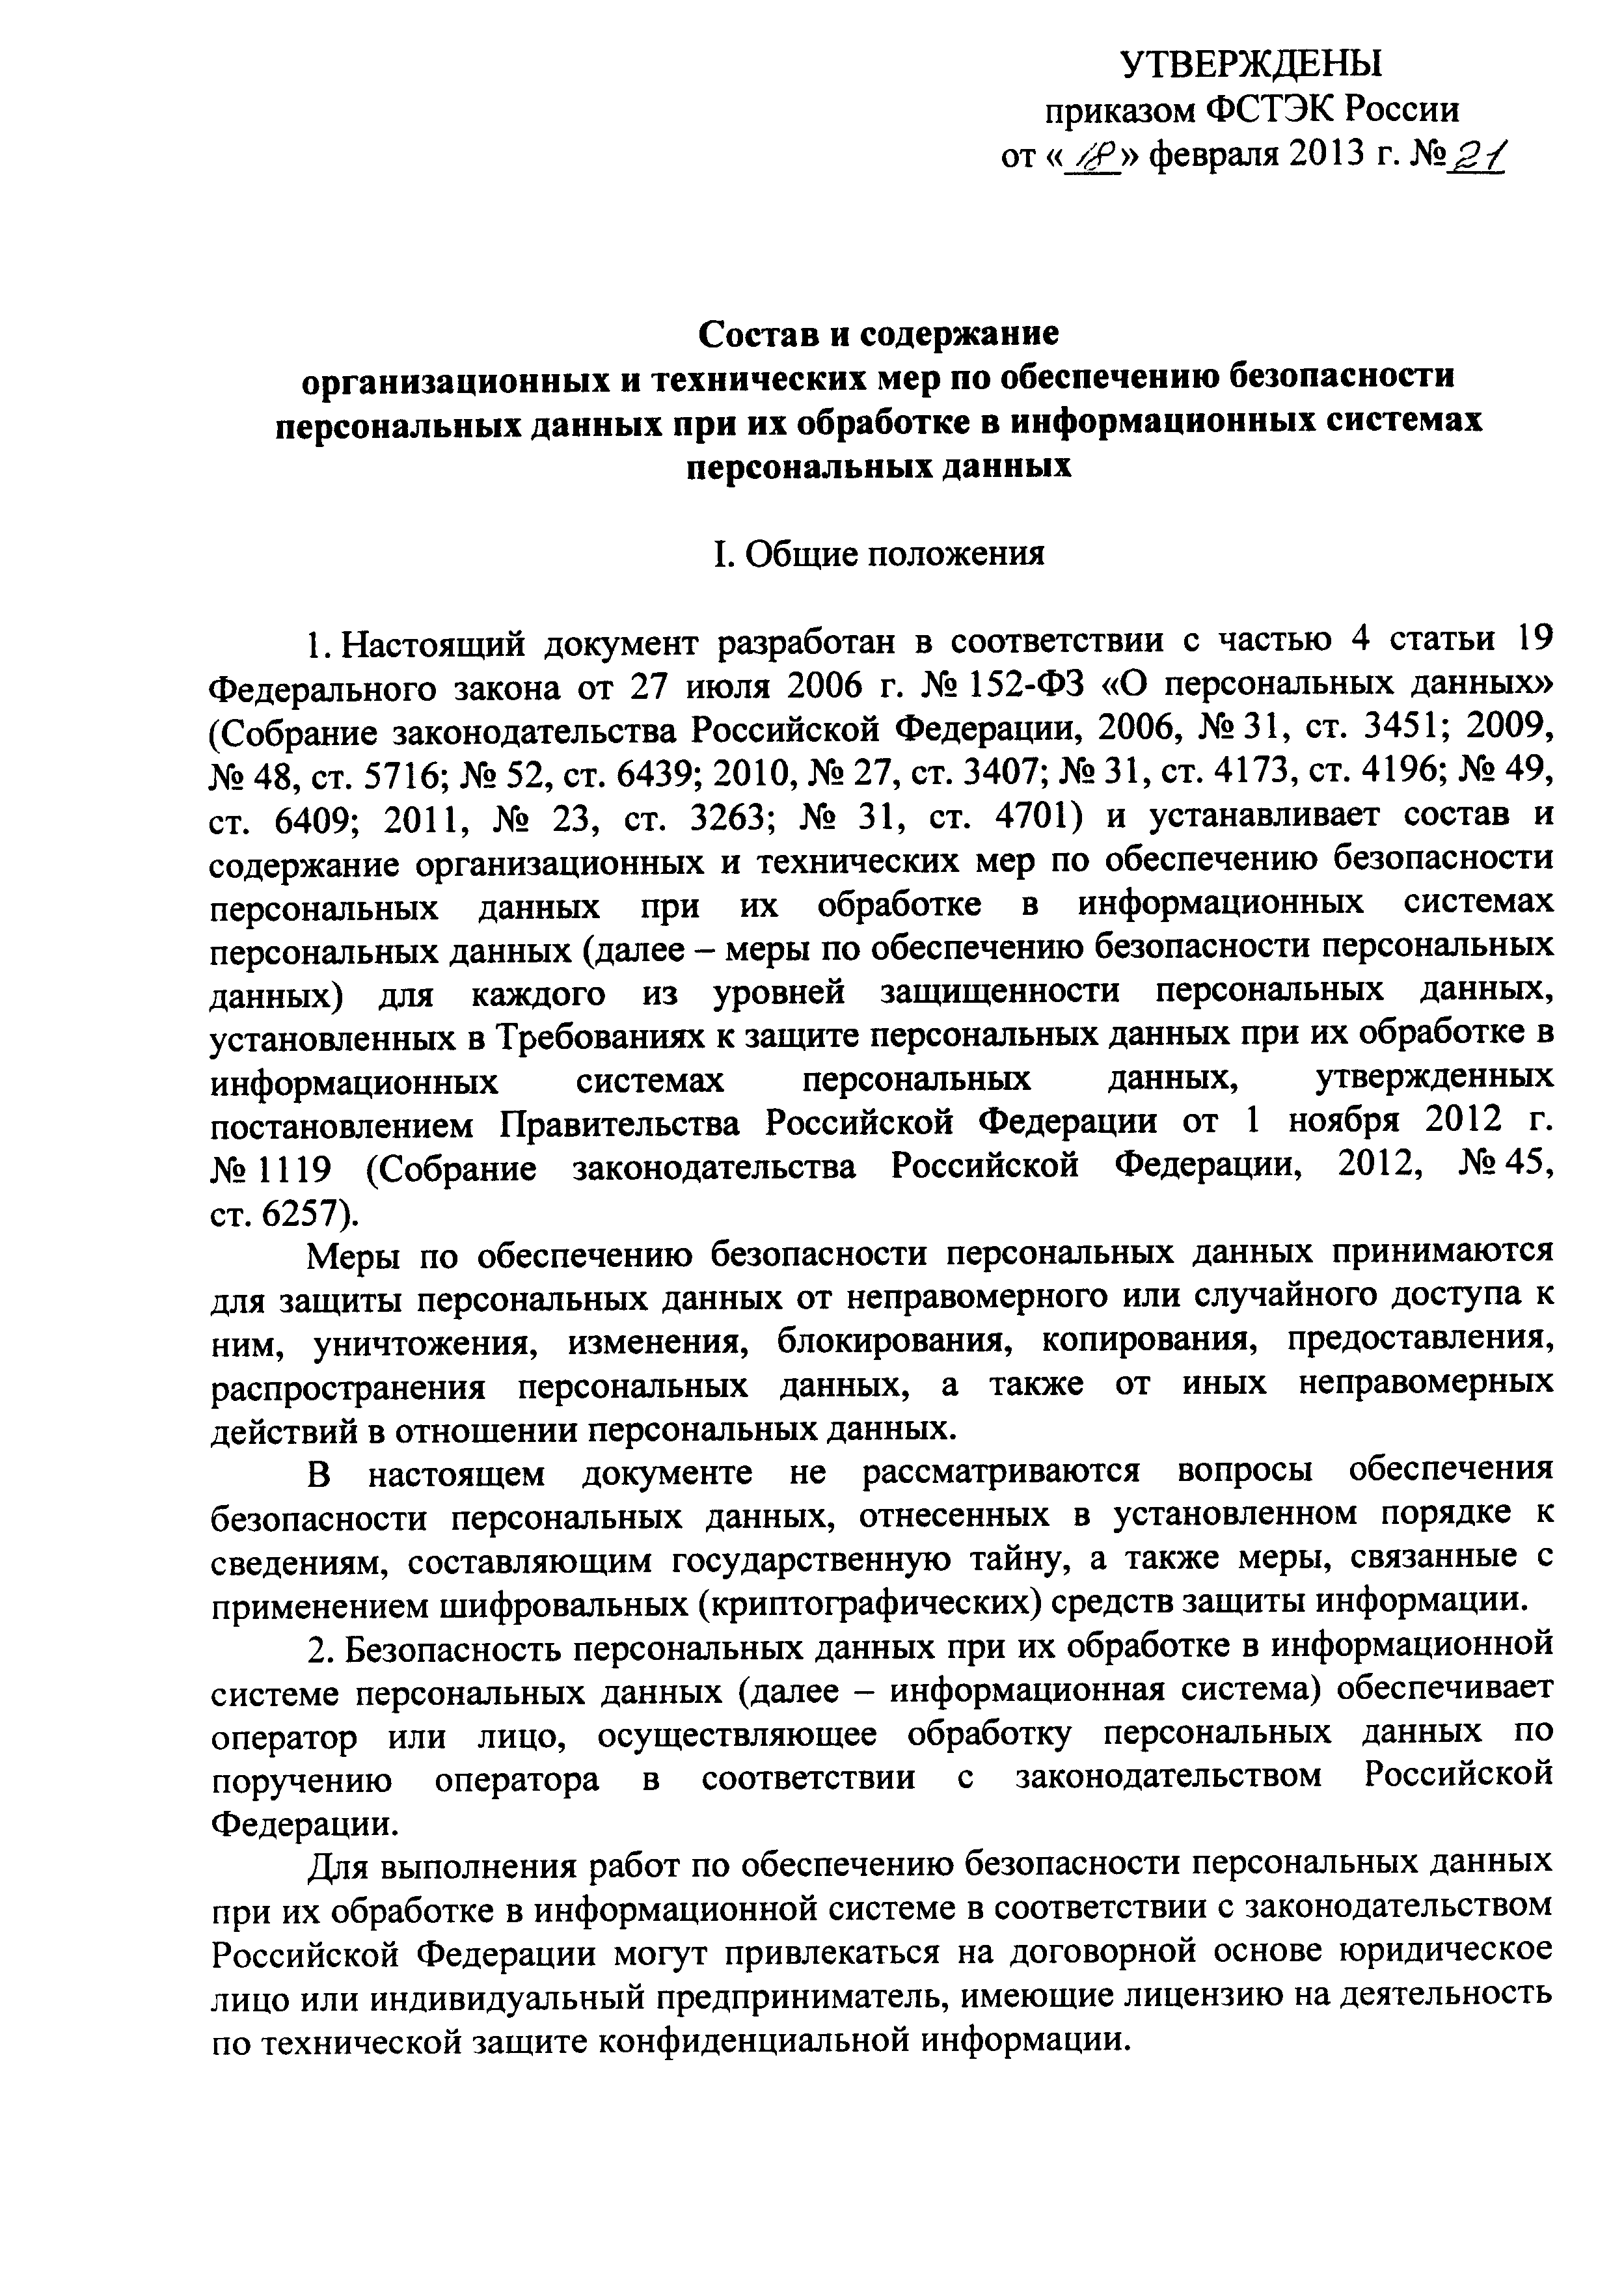 УТВЕРЖДЕНЫ
приказом ФСТЭК России
от « 18 » февраля 2013 г. № 21
Состав и содержание
организационных и технических мер по обеспечению безопасности
персональных данных при их обработке в информационных системах
персональных данных
I. Общие положения
1. Настоящий документ разработан в соответствии с частью 4 статьи 19
Федерального закона от 27 июля 2006 г. № 152-ФЗ «О персональных данных»
(Собрание законодательства Российской Федерации, 2006, № 31, ст. 3451; 2009,
№ 48, ст. 5716; № 52, ст. 6439; 2010, № 27, ст. 3407; № 31, ст. 4173, ст. 4196; № 49,
ст. 6409; 2011, № 23, ст. 3263; № 31, ст. 4701) и устанавливает состав и
содержание организационных и технических мер по обеспечению безопасности
персональных данных при их обработке в информационных системах
персональных данных (далее – меры по обеспечению безопасности персональных
данных) для каждого из уровней защищенности персональных данных,
установленных в Требованиях к защите персональных данных при их обработке в
информационных системах персональных данных, утвержденных
постановлением Правительства Российской Федерации от 1 ноября 2012 г.
№ 1119 (Собрание законодательства Российской Федерации, 2012, № 45,
ст. 6257).
Меры по обеспечению безопасности персональных данных принимаются
для защиты персональных данных от неправомерного или случайного доступа к
ним, уничтожения, изменения, блокирования, копирования, предоставления,
распространения персональных данных, а также от иных неправомерных
действий в отношении персональных данных.
В настоящем документе не рассматриваются вопросы обеспечения
безопасности персональных данных, отнесенных в установленном порядке к
сведениям, составляющим государственную тайну, а также меры, связанные с
применением шифровальных (криптографических) средств защиты информации.
2. Безопасность персональных данных при их обработке в информационной
системе персональных данных (далее – информационная система) обеспечивает
оператор или лицо, осуществляющее обработку персональных данных по
поручению оператора в соответствии с законодательством Российской
Федерации.
Для выполнения работ по обеспечению безопасности персональных данных
при их обработке в информационной системе в соответствии с законодательством
Российской Федерации могут привлекаться на договорной основе юридическое
лицо или индивидуальный предприниматель, имеющие лицензию на деятельность
по технической защите конфиденциальной информации.